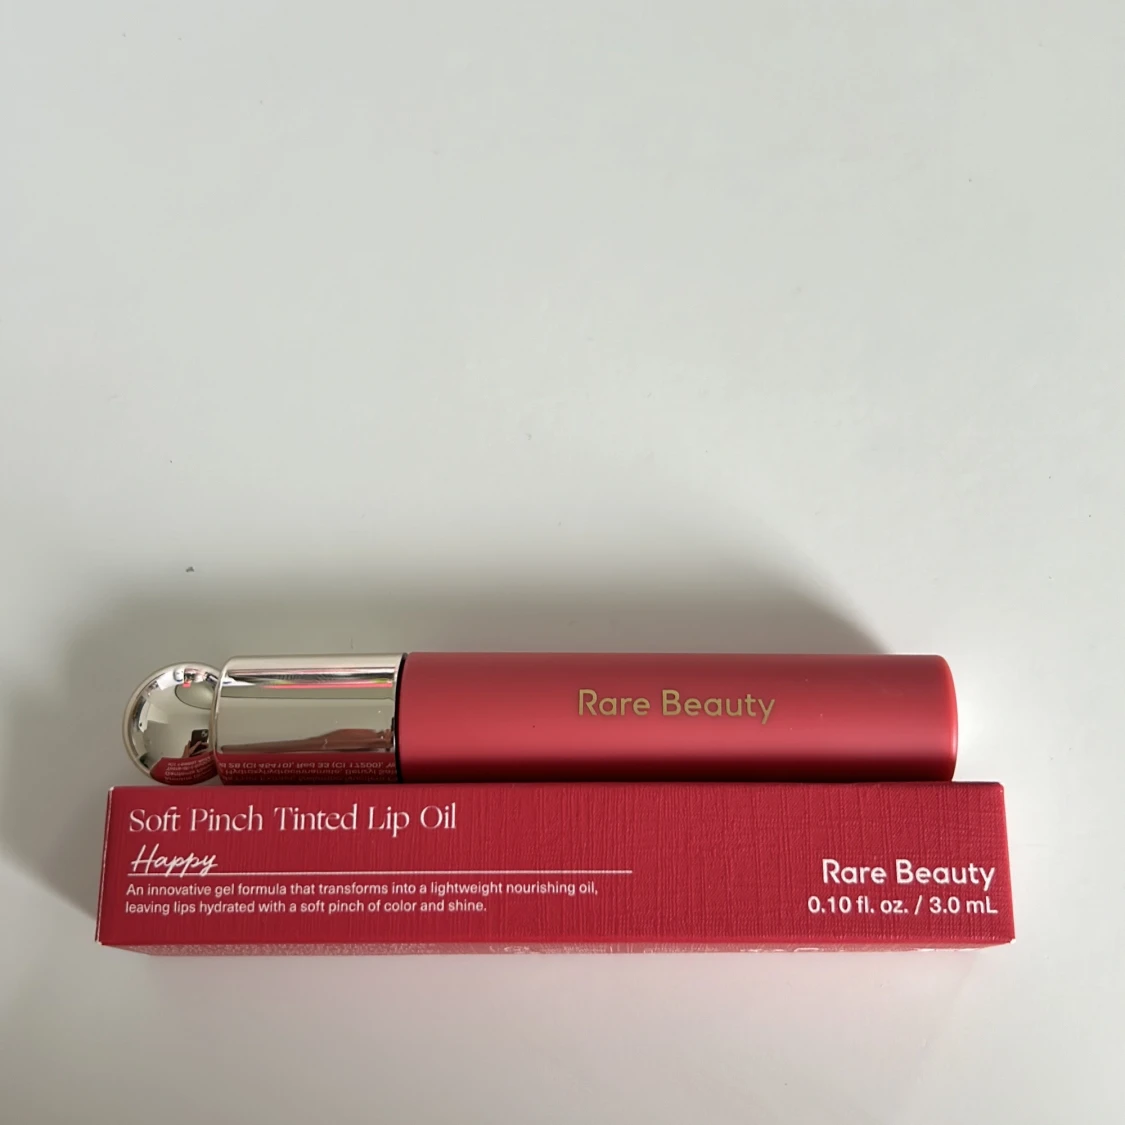 Rare Beauty
Soft Pinch Tinted Lip Oil
Happy
An innovative gel formula that transforms into a lightweight nourishing oil,
leaving lips hydrated with a soft pinch of color and shine.
Rare Beauty
0.10 fl. oz. / 3.0 mL